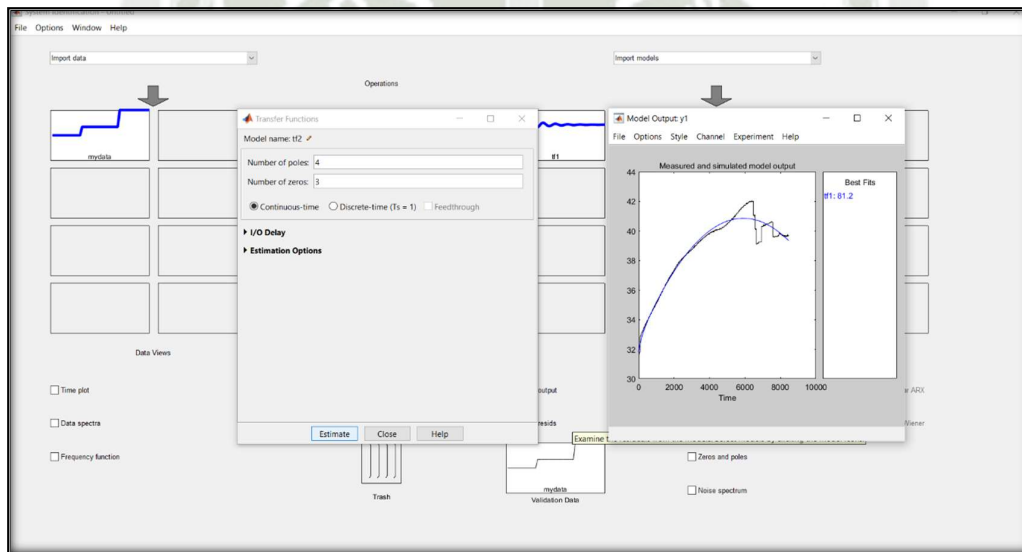 System Identification - Untitled
File Options Window Help
Import data
Import models
Operations
mydata
tf1
Transfer Functions
Model name: tf2
Number of poles: 4
Number of zeros: 3
Continuous-time Discrete-time (Ts = 1) Feedthrough
I/O Delay
Estimation Options
Estimate Close Help
Model Output: y1
File Options Style Channel Experiment Help
Measured and simulated model output
44
42
40
38
36
34
32
30
0 2000 4000 6000 8000 10000
Time
Best Fits
tf1: 81.2
Data Views
Time plot
Data spectra
Frequency function
output
resids
ARX
Wiener
Examine
Zeros and poles
Noise spectrum
Trash
mydata
Validation Data